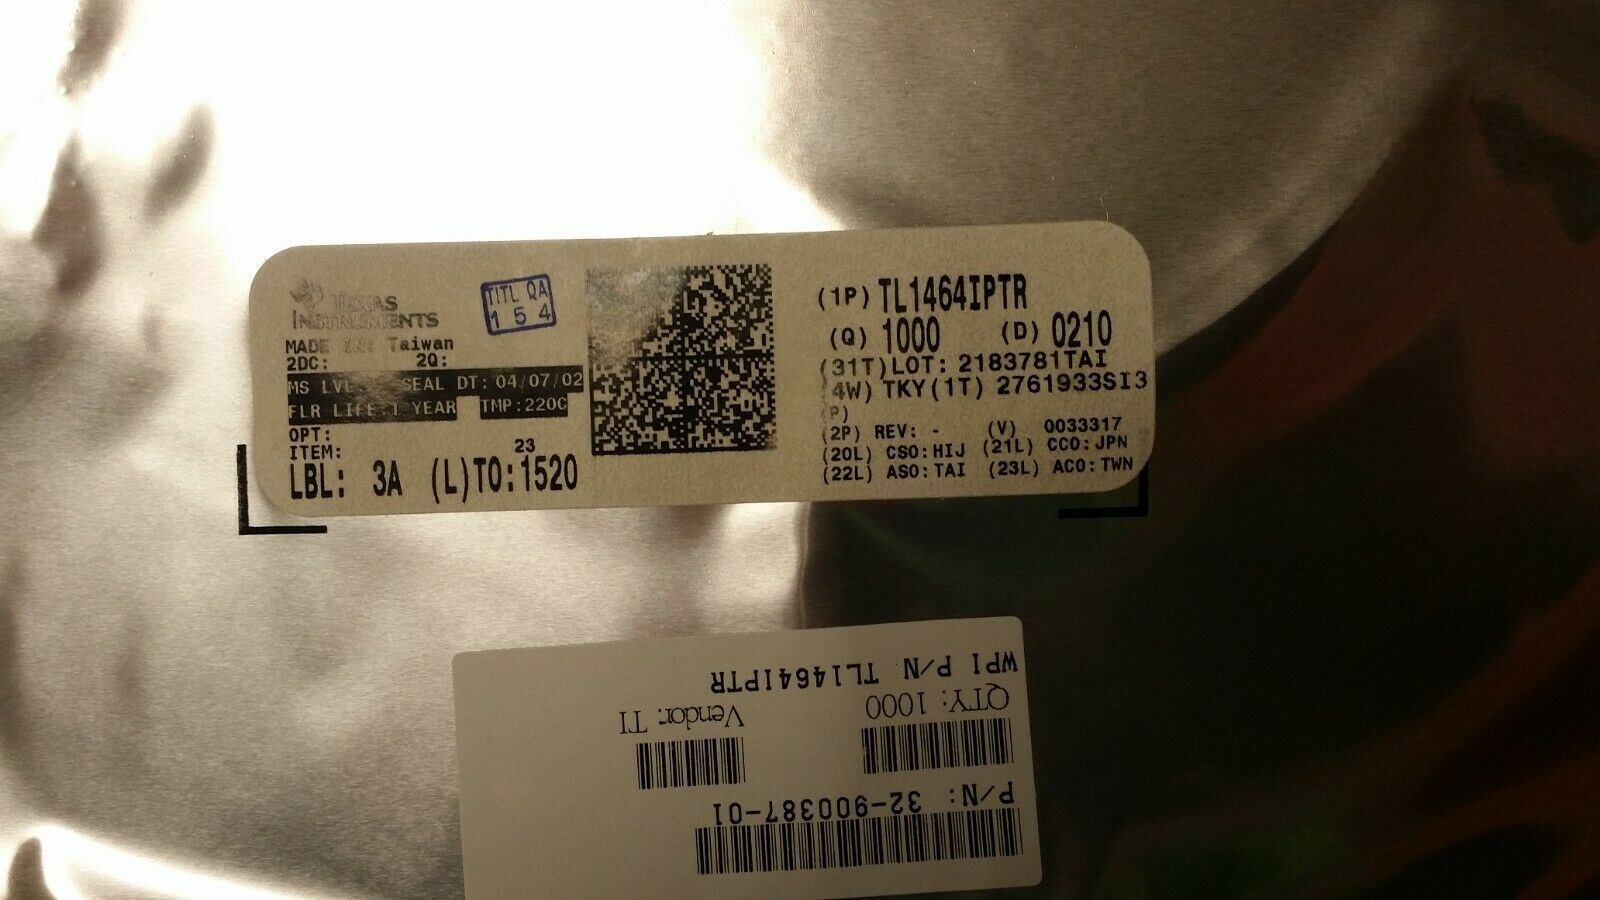 TEXAS
INSTRUMENTS
TITL QA
154
MADE IN: Taiwan
2DC: 2Q:
MS LVL SEAL DT: 04/07/02
FLR LIFE:1 YEAR TMP:220C
OPT:
ITEM:
23
LBL: 3A (L)TO:1520
(1P) TL1464IPTR
(Q) 1000 (D) 0210
(31T)LOT: 2183781TAI
(4W) TKY(1T) 2761933SI3
(P)
(2P) REV: - (V) 0033317
(20L) CSO:HIJ (21L) CCO:JPN
(22L) ASO:TAI (23L) ACO:TWN
P/N: 32-900387-01
QTY: 1000 Vendor: TI
WPI P/N TL1464IPTR